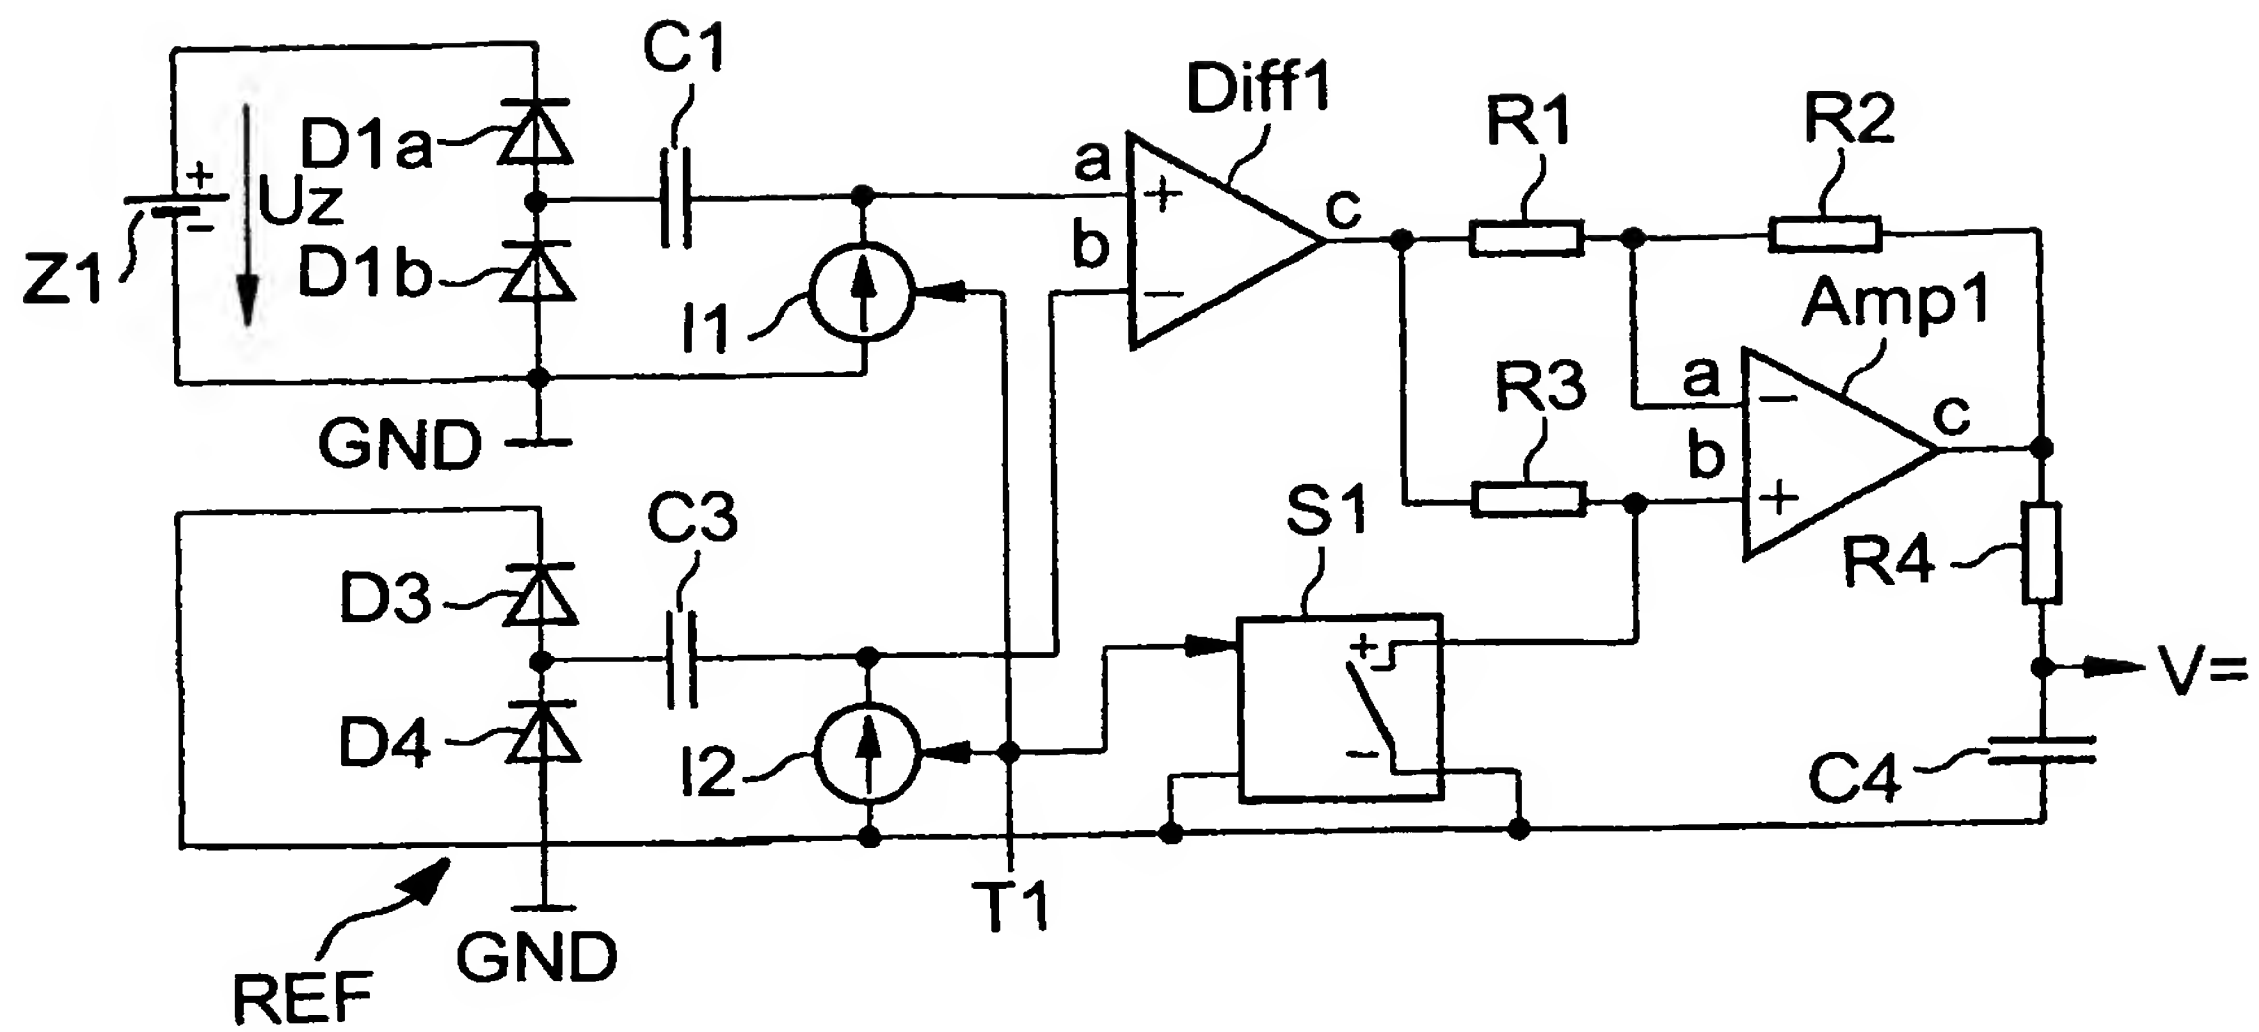 C1
Diff1
R1
R2
D1a
a
+
+
c
Uz
b
Z1
−
D1b
−
Amp1
I1
a
−
R3
c
GND
b
+
C3
S1
D3
R4
+
V=
D4
I2
−
C4
T1
GND
REF